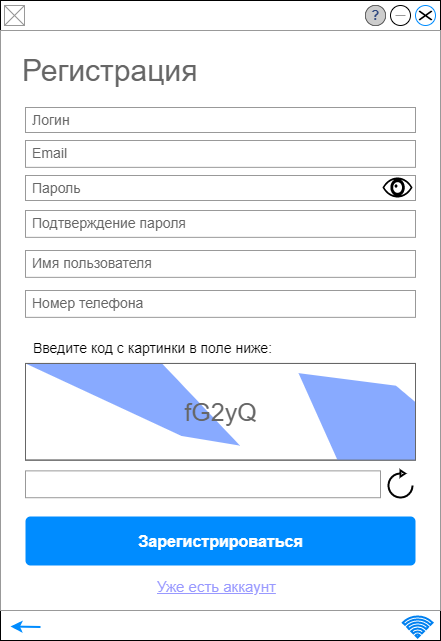 ?
Регистрация
Логин
Email
Пароль
Подтверждение пароля
Имя пользователя
Номер телефона
Введите код с картинки в поле ниже:
fG2yQ
Зарегистрироваться
Уже есть аккаунт